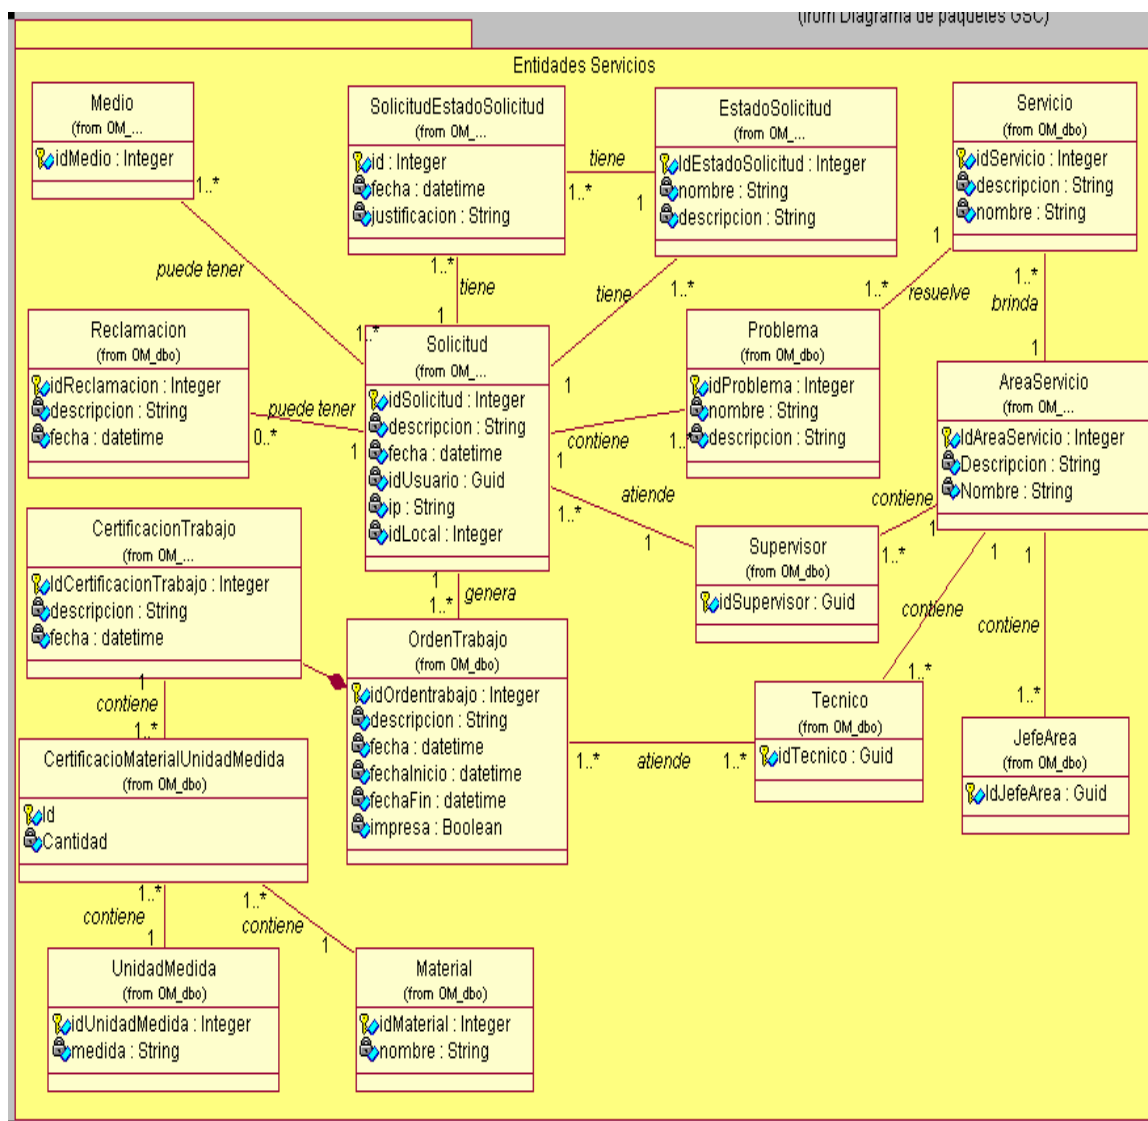 (from Diagrama de paquetes GSC)
Entidades Servicios
Medio
(from OM_...
idMedio : Integer
1..*
puede tener
1..*
SolicitudEstadoSolicitud
(from OM_...
id : Integer
fecha : datetime
justificacion : String
tiene
1..*
1
EstadoSolicitud
(from OM_...
IdEstadoSolicitud : Integer
nombre : String
descripcion : String
Servicio
(from OM_dbo)
idServicio : Integer
descripcion : String
nombre : String
1..*
tiene
1
tiene
1..*
1
1
resuelve
1..*
1..*
brinda
1
Reclamacion
(from OM_dbo)
idReclamacion : Integer
descripcion : String
fecha : datetime
puede tener
0..*
1
Solicitud
(from OM_...
idSolicitud : Integer
descripcion : String
fecha : datetime
idUsuario : Guid
ip : String
idLocal : Integer
Problema
(from OM_dbo)
idProblema : Integer
nombre : String
descripcion : String
contiene
1
1..*
AreaServicio
(from OM_...
IdAreaServicio : Integer
Descripcion : String
Nombre : String
atiende
1..*
1
contiene
1
1..*
Supervisor
(from OM_dbo)
idSupervisor : Guid
CertificacionTrabajo
(from OM_...
IdCertificacionTrabajo : Integer
descripcion : String
fecha : datetime
1
genera
1..*
1
contiene
1..*
1
contiene
1..*
OrdenTrabajo
(from OM_dbo)
idOrdentrabajo : Integer
descripcion : String
fecha : datetime
fechaInicio : datetime
fechaFin : datetime
impresa : Boolean
1..*
atiende
1..*
Tecnico
(from OM_dbo)
idTecnico : Guid
JefeArea
(from OM_dbo)
IdJefeArea : Guid
1
contiene
1..*
CertificacioMaterialUnidadMedida
(from OM_dbo)
Id
Cantidad
1..*
contiene
1
1..*
contiene
1
UnidadMedida
(from OM_dbo)
idUnidadMedida : Integer
medida : String
Material
(from OM_dbo)
idMaterial : Integer
nombre : String